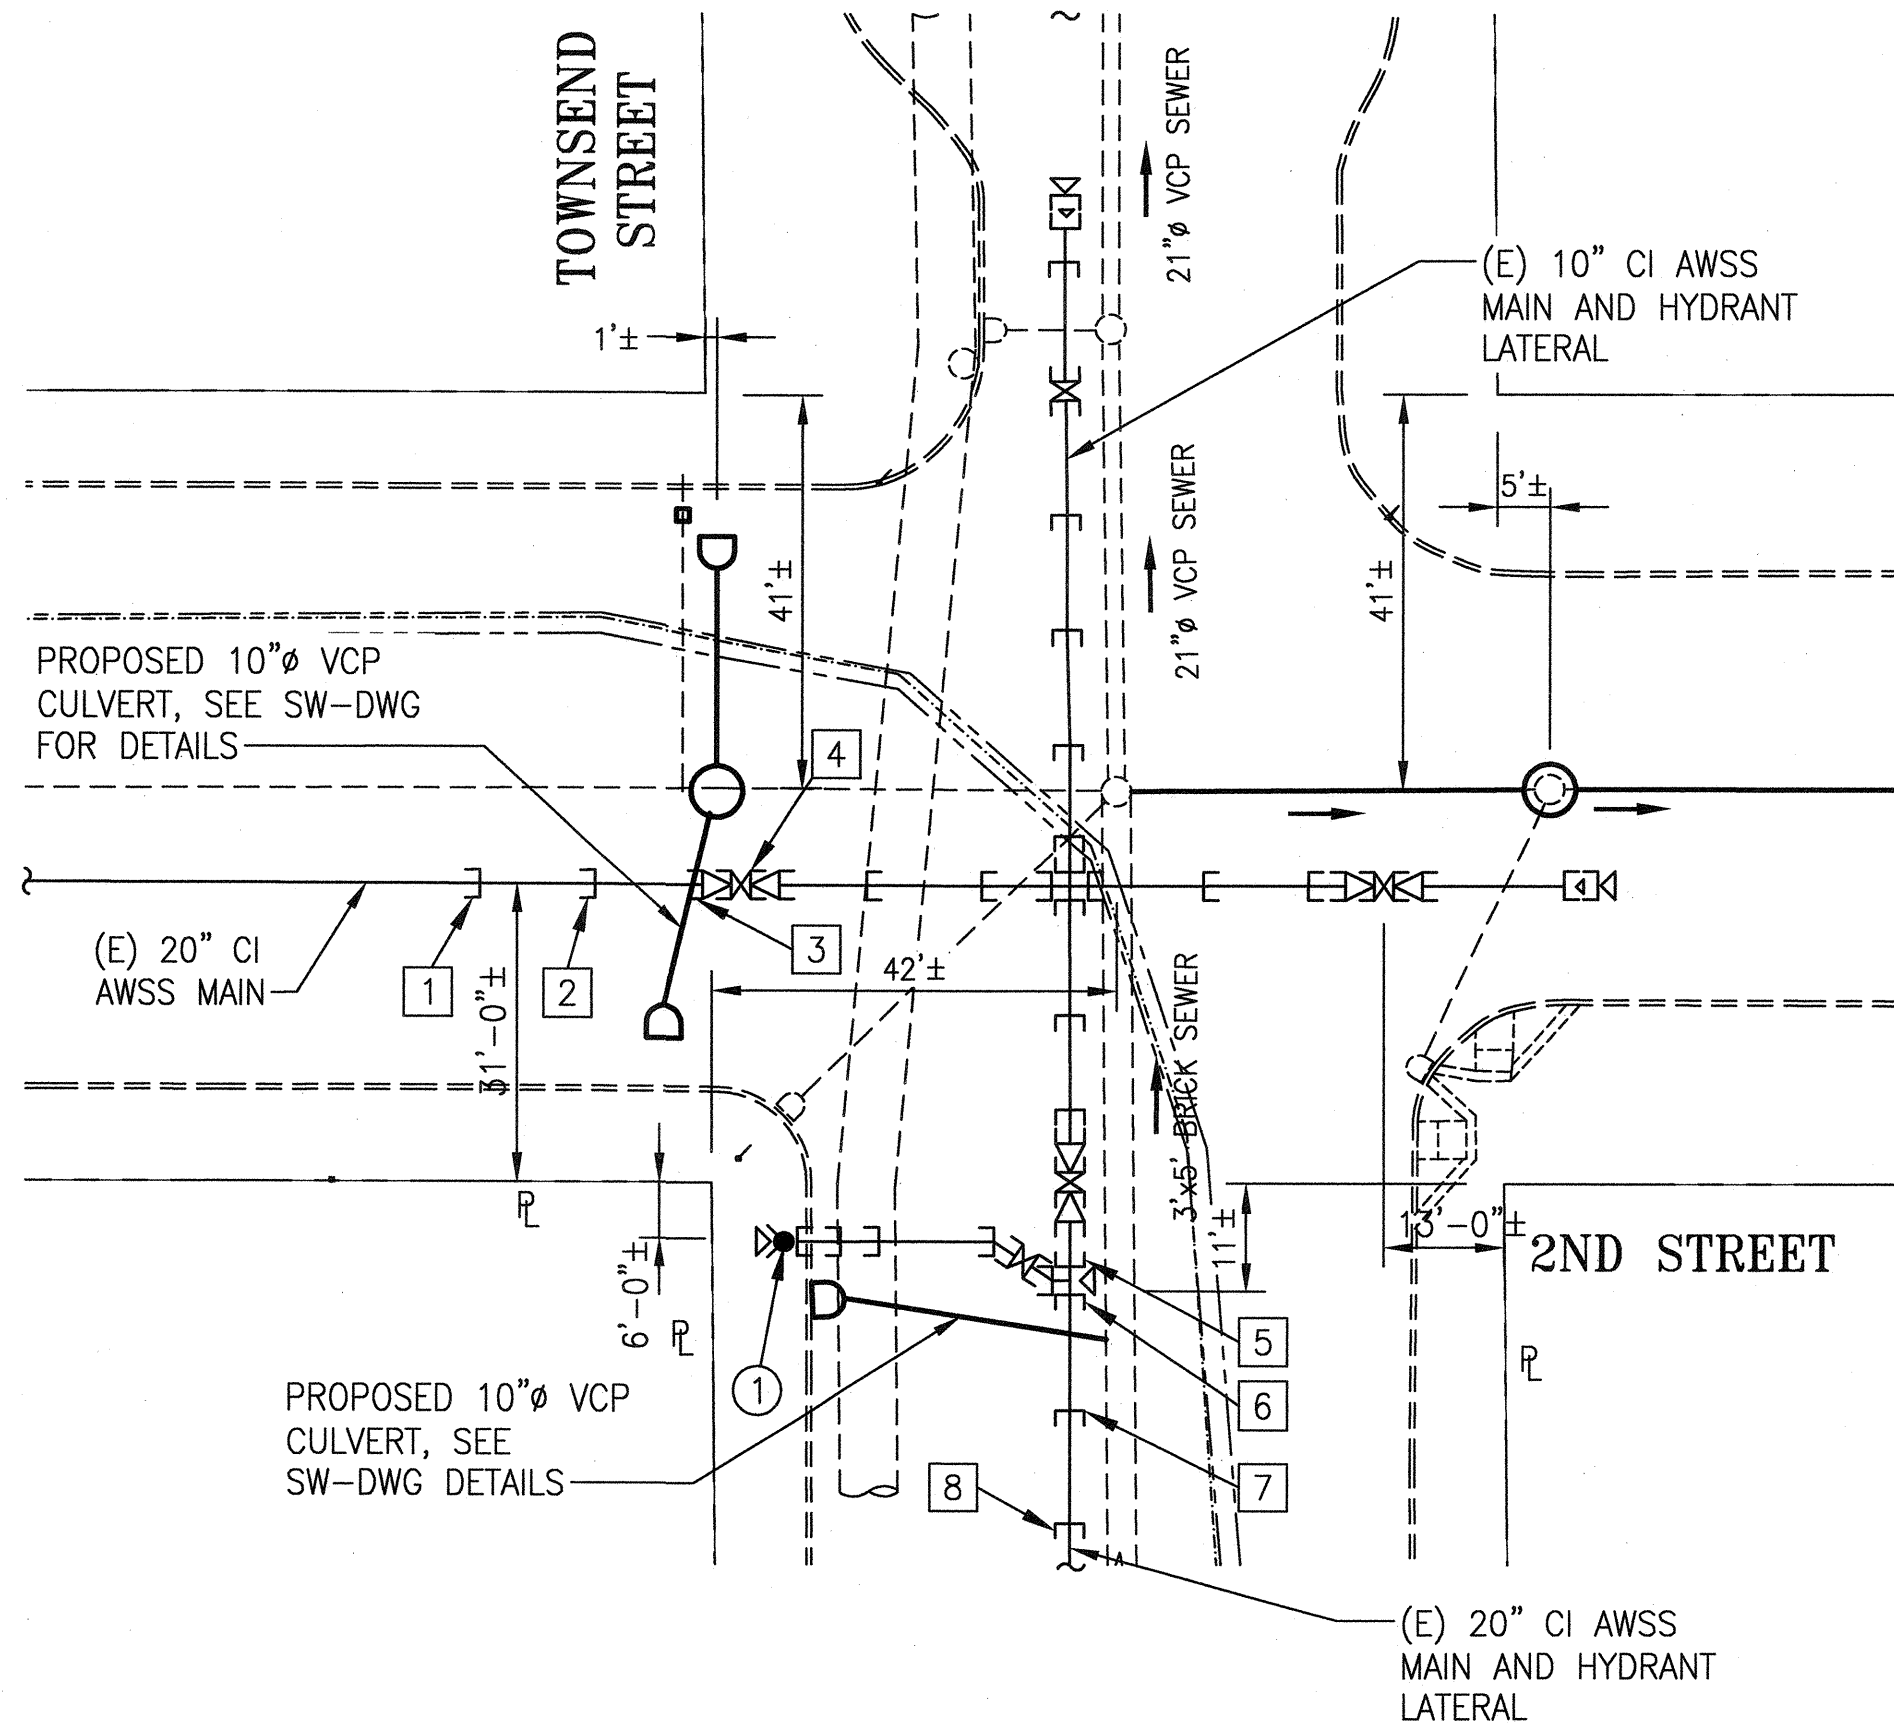 TOWNSEND
STREET
21"ø VCP SEWER
(E) 10" CI AWSS
MAIN AND HYDRANT
LATERAL
1'±
5'±
41'±
41'±
21"ø VCP SEWER
PROPOSED 10"ø VCP
CULVERT, SEE SW-DWG
FOR DETAILS
4
3
(E) 20" CI
AWSS MAIN
1
2
42'±
31'-0"±
3'x5' BRICK SEWER
PL
6'-0"±
PL
11'±
13'-0"±
2ND STREET
PL
1
5
6
7
8
PROPOSED 10"ø VCP
CULVERT, SEE
SW-DWG DETAILS
(E) 20" CI AWSS
MAIN AND HYDRANT
LATERAL